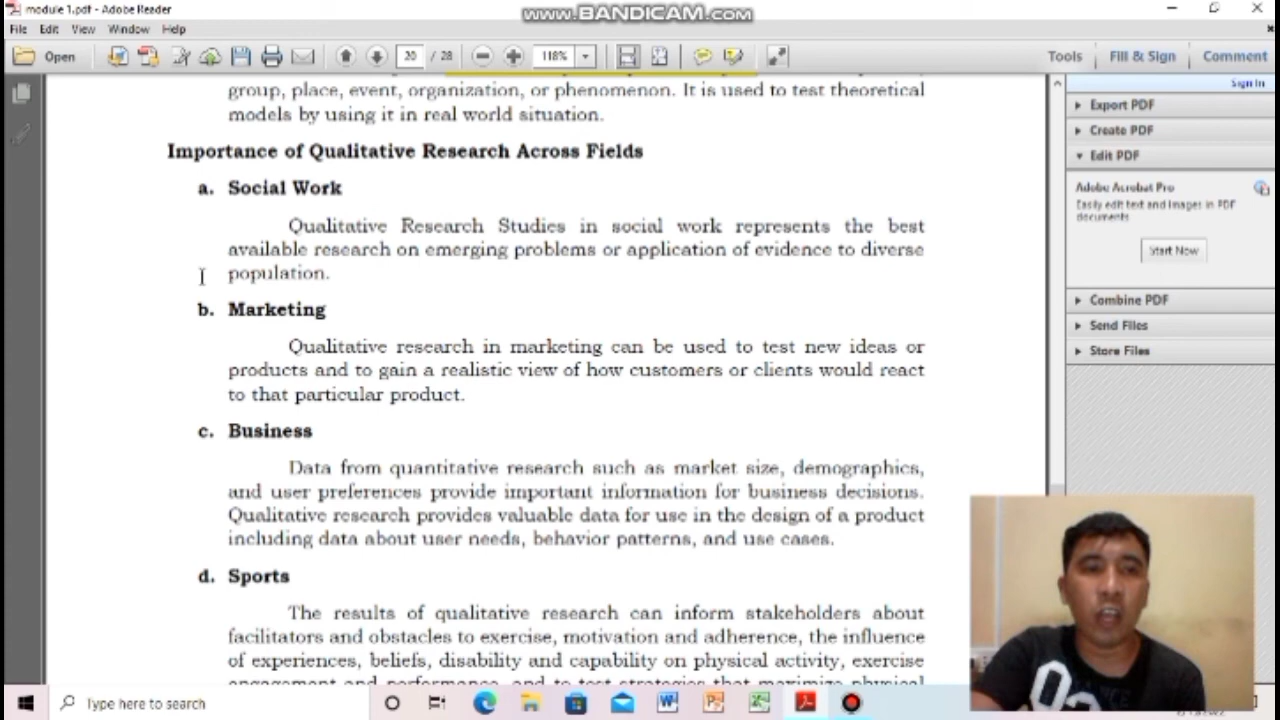 module 1.pdf - Adobe Reader
www.BANDICAM.com
File Edit View Window Help
Open 20 / 28 118% Tools Fill & Sign Comment
Sign In
group, place, event, organization, or phenomenon. It is used to test theoretical
models by using it in real world situation.
Importance of Qualitative Research Across Fields
a. Social Work
Qualitative Research Studies in social work represents the best
available research on emerging problems or application of evidence to diverse
population.
b. Marketing
Qualitative research in marketing can be used to test new ideas or
products and to gain a realistic view of how customers or clients would react
to that particular product.
c. Business
Data from quantitative research such as market size, demographics,
and user preferences provide important information for business decisions.
Qualitative research provides valuable data for use in the design of a product
including data about user needs, behavior patterns, and use cases.
d. Sports
The results of qualitative research can inform stakeholders about
facilitators and obstacles to exercise, motivation and adherence, the influence
of experiences, beliefs, disability and capability on physical activity, exercise
engagement and performance, and to test strategies that maximize physical
Export PDF
Create PDF
Edit PDF
Adobe Acrobat Pro
Easily edit text and images in PDF
documents
Start Now
Combine PDF
Send Files
Store Files
Type here to search